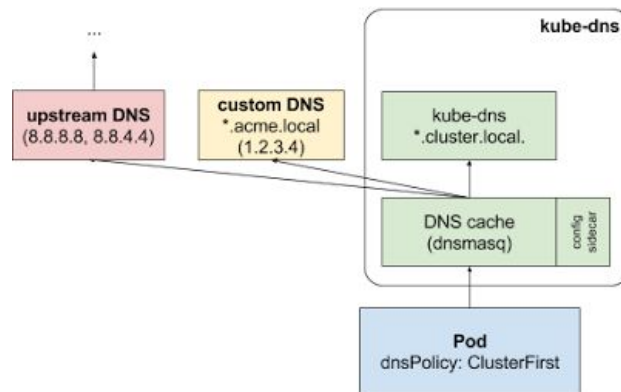 kube-dns
...
upstream DNS
(8.8.8.8, 8.8.4.4)
custom DNS
*.acme.local
(1.2.3.4)
kube-dns
*.cluster.local.
DNS cache
(dnsmasq)
config
sidecar
Pod
dnsPolicy: ClusterFirst